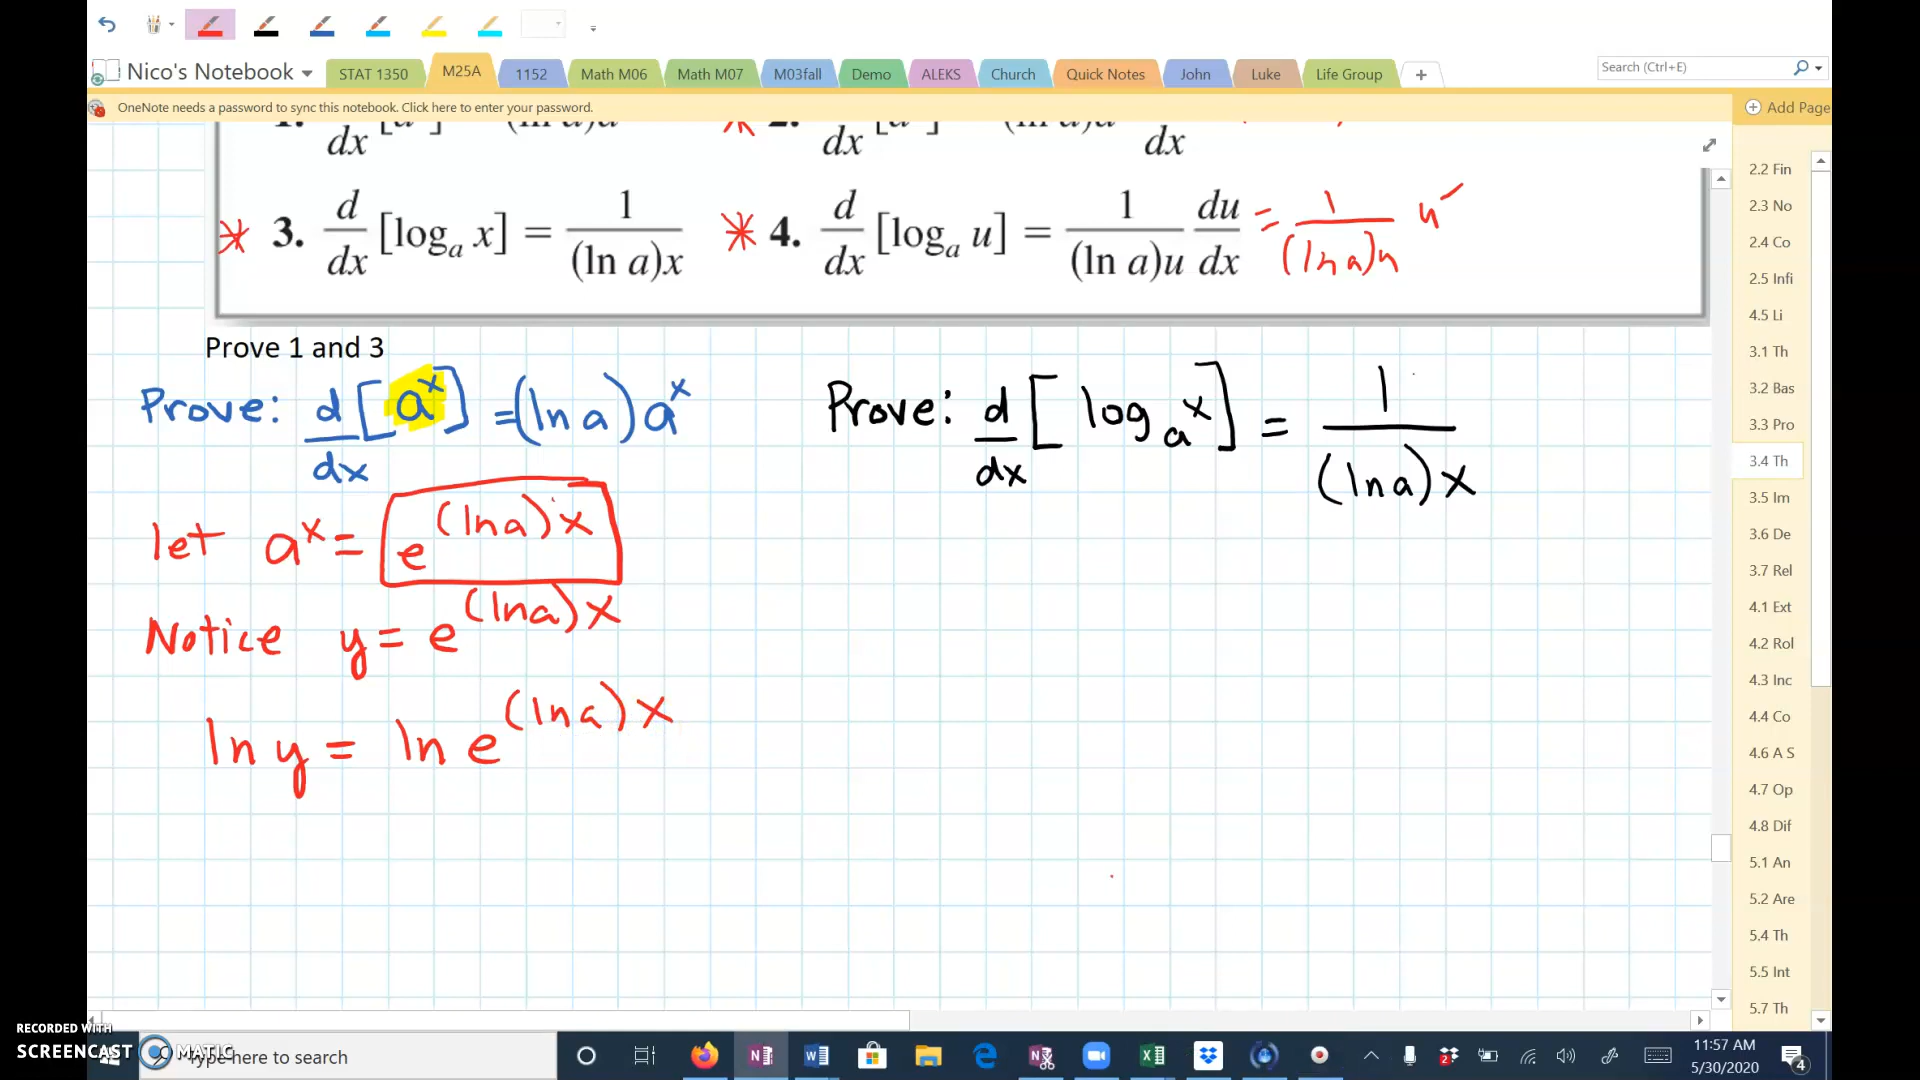 Nico's Notebook STAT 1350 M25A 1152 Math M06 Math M07 M03fall Demo ALEKS Church Quick Notes John Luke Life Group + Search (Ctrl+E)
OneNote needs a password to sync this notebook. Click here to enter your password.
Add Page
dx dx dx
* 3. d/dx [log_a x] = 1/((ln a)x) * 4. d/dx [log_a u] = 1/((ln a)u) du/dx = 1/((ln a)u) u'
Prove 1 and 3
Prove: d/dx [a^x] = (ln a) a^x
let a^x = e^((ln a)x)
Notice y = e^((ln a)x)
ln y = ln e^((ln a)x)
Prove: d/dx [log_a x] = 1/((ln a)x)
2.2 Fin
2.3 No
2.4 Co
2.5 Infi
4.5 Li
3.1 Th
3.2 Bas
3.3 Pro
3.4 Th
3.5 Im
3.6 De
3.7 Rel
4.1 Ext
4.2 Rol
4.3 Inc
4.4 Co
4.6 A S
4.7 Op
4.8 Dif
5.1 An
5.2 Are
5.4 Th
5.5 Int
5.7 Th
RECORDED WITH
SCREENCAST MATIC
Type here to search
11:57 AM
5/30/2020
4